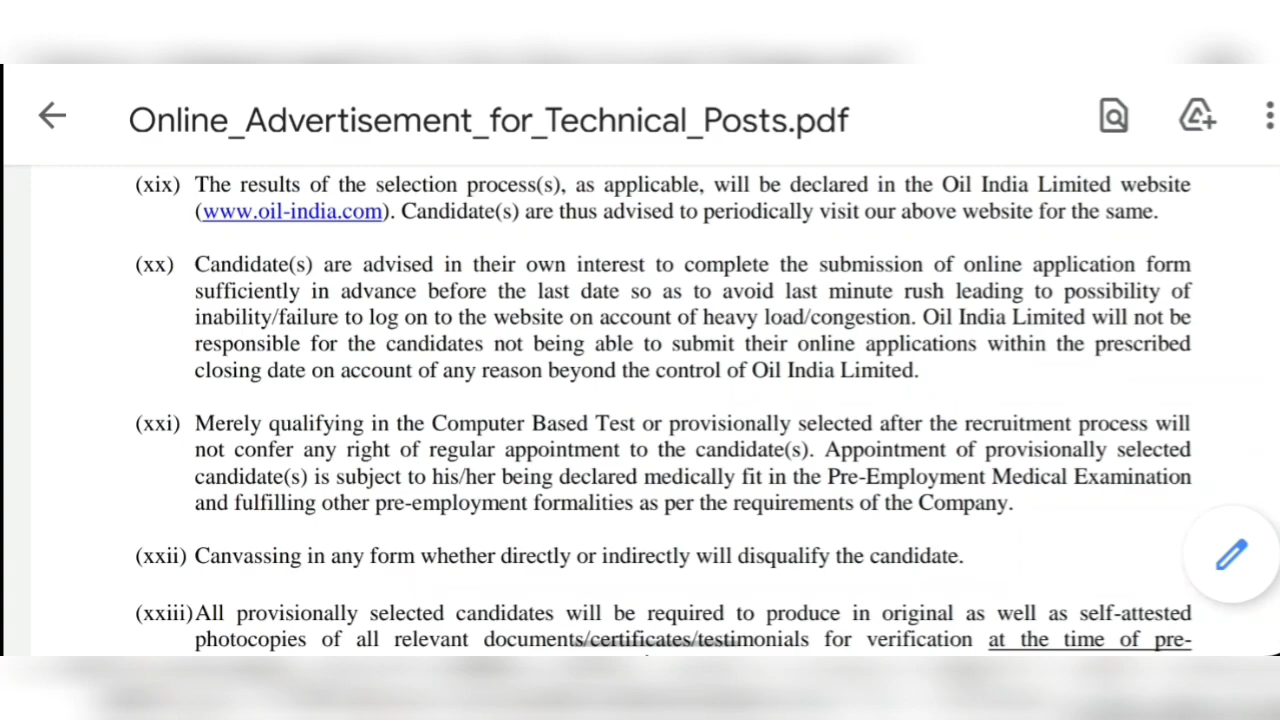 Online_Advertisement_for_Technical_Posts.pdf
(xix) The results of the selection process(s), as applicable, will be declared in the Oil India Limited website
(www.oil-india.com). Candidate(s) are thus advised to periodically visit our above website for the same.
(xx) Candidate(s) are advised in their own interest to complete the submission of online application form
sufficiently in advance before the last date so as to avoid last minute rush leading to possibility of
inability/failure to log on to the website on account of heavy load/congestion. Oil India Limited will not be
responsible for the candidates not being able to submit their online applications within the prescribed
closing date on account of any reason beyond the control of Oil India Limited.
(xxi) Merely qualifying in the Computer Based Test or provisionally selected after the recruitment process will
not confer any right of regular appointment to the candidate(s). Appointment of provisionally selected
candidate(s) is subject to his/her being declared medically fit in the Pre-Employment Medical Examination
and fulfilling other pre-employment formalities as per the requirements of the Company.
(xxii) Canvassing in any form whether directly or indirectly will disqualify the candidate.
(xxiii) All provisionally selected candidates will be required to produce in original as well as self-attested
photocopies of all relevant documents/certificates/testimonials for verification at the time of pre-